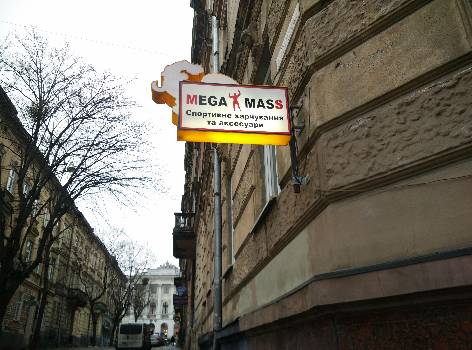 MEGA MASS
Спортивне харчування
та аксесуари